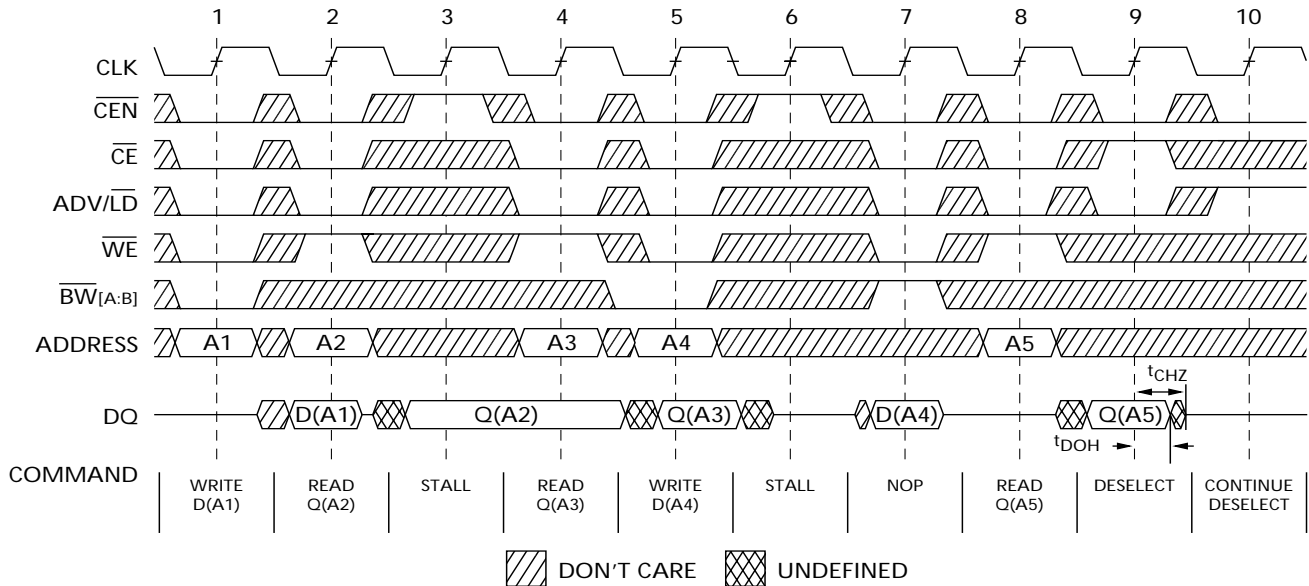 1 2 3 4 5 6 7 8 9 10
CLK
CEN
CE
ADV/LD
WE
BW[A:B]
ADDRESS A1 A2 A3 A4 A5
tCHZ
DQ D(A1) Q(A2) Q(A3) D(A4) Q(A5)
tDOH
COMMAND
WRITE READ STALL READ WRITE STALL NOP READ DESELECT CONTINUE
D(A1) Q(A2) Q(A3) D(A4) Q(A5) DESELECT
DON'T CARE UNDEFINED